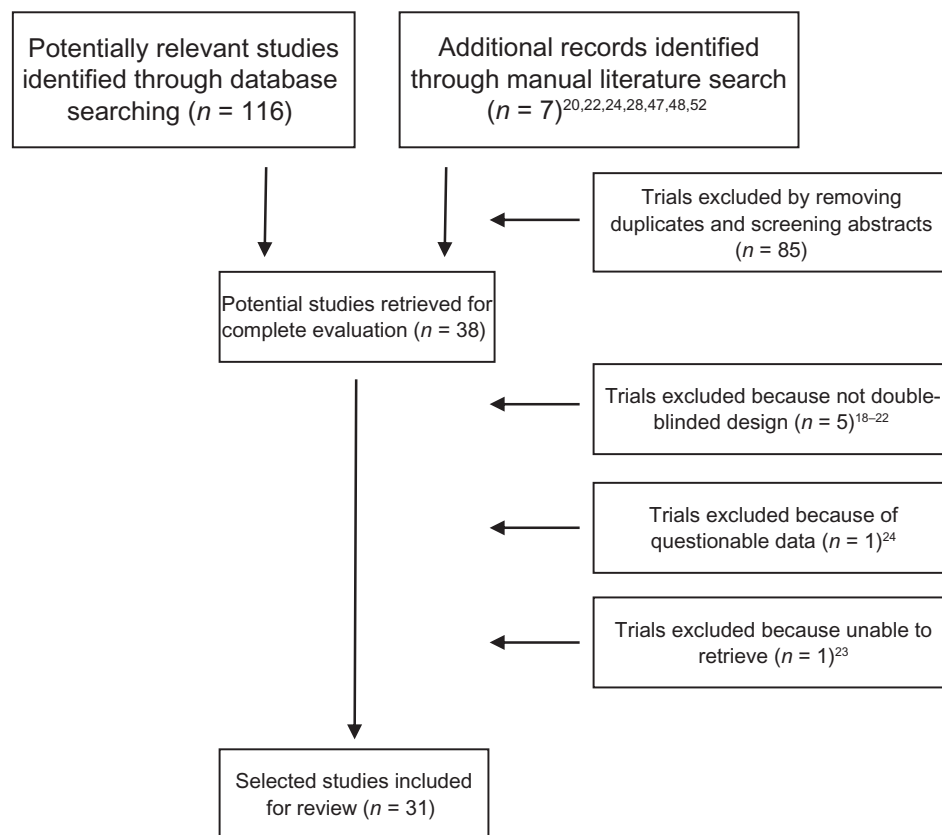 Potentially relevant studies
identified through database
searching (n = 116)
Additional records identified
through manual literature search
(n = 7)20,22,24,28,47,48,52
Trials excluded by removing
duplicates and screening abstracts
(n = 85)
Potential studies retrieved for
complete evaluation (n = 38)
Trials excluded because not double-
blinded design (n = 5)18–22
Trials excluded because of
questionable data (n = 1)24
Trials excluded because unable to
retrieve (n = 1)23
Selected studies included
for review (n = 31)